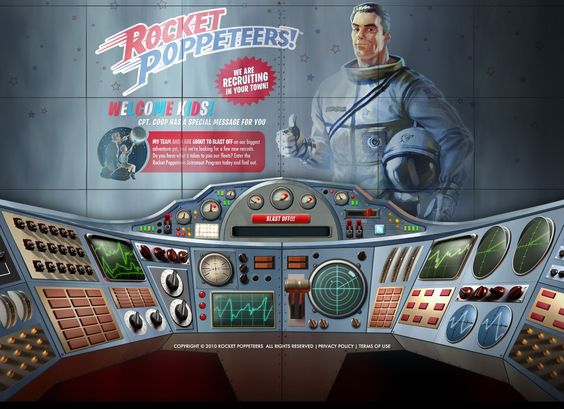 ROCKET
POPPETEERS!
WE ARE
RECRUITING
IN YOUR TOWN!
WELCOME KIDS!
CPT. COOP HAS A SPECIAL MESSAGE FOR YOU
MY TEAM AND I ARE ABOUT TO BLAST OFF on our biggest
adventure yet, and we're looking for a few new recruits.
Do you have what it takes to join our fleets? Enter the
Rocket Poppeteers Astronaut Program today and find out.
BLAST OFF!!!
COPYRIGHT © 2010 ROCKET POPPETEERS ALL RIGHTS RESERVED | PRIVACY POLICY | TERMS OF USE